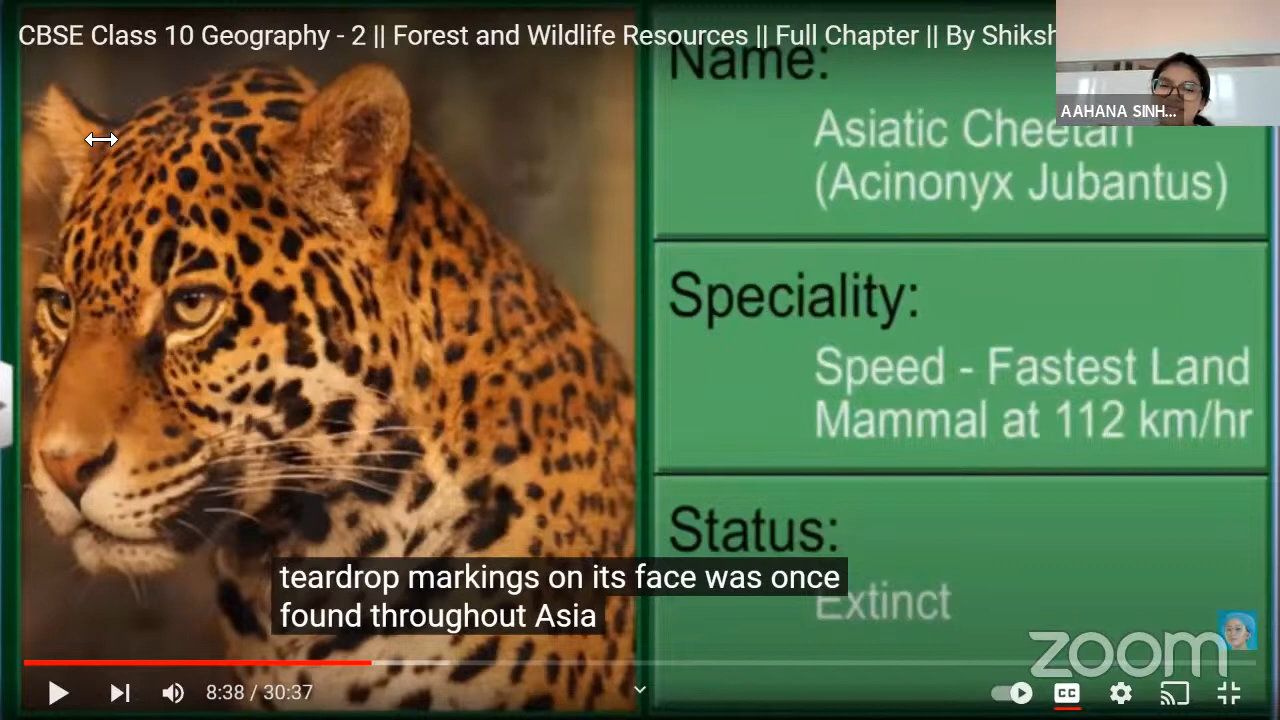 CBSE Class 10 Geography - 2 || Forest and Wildlife Resources || Full Chapter || By Shiksh
AAHANA SINH...
Name:
Asiatic Cheetah
(Acinonyx Jubantus)
Speciality:
Speed - Fastest Land
Mammal at 112 km/hr
Status:
Extinct
teardrop markings on its face was once
found throughout Asia
zoom
8:38 / 30:37
CC